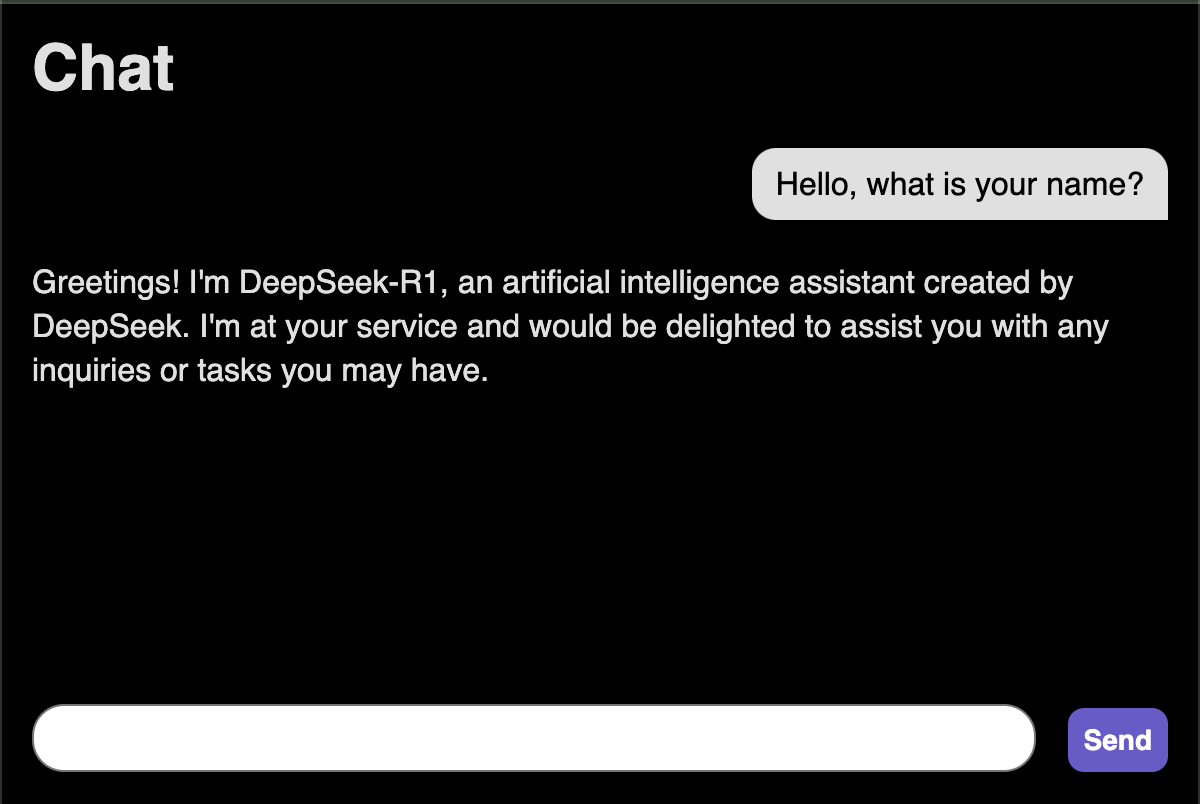 Chat
Hello, what is your name?
Greetings! I'm DeepSeek-R1, an artificial intelligence assistant created by
DeepSeek. I'm at your service and would be delighted to assist you with any
inquiries or tasks you may have.
Send